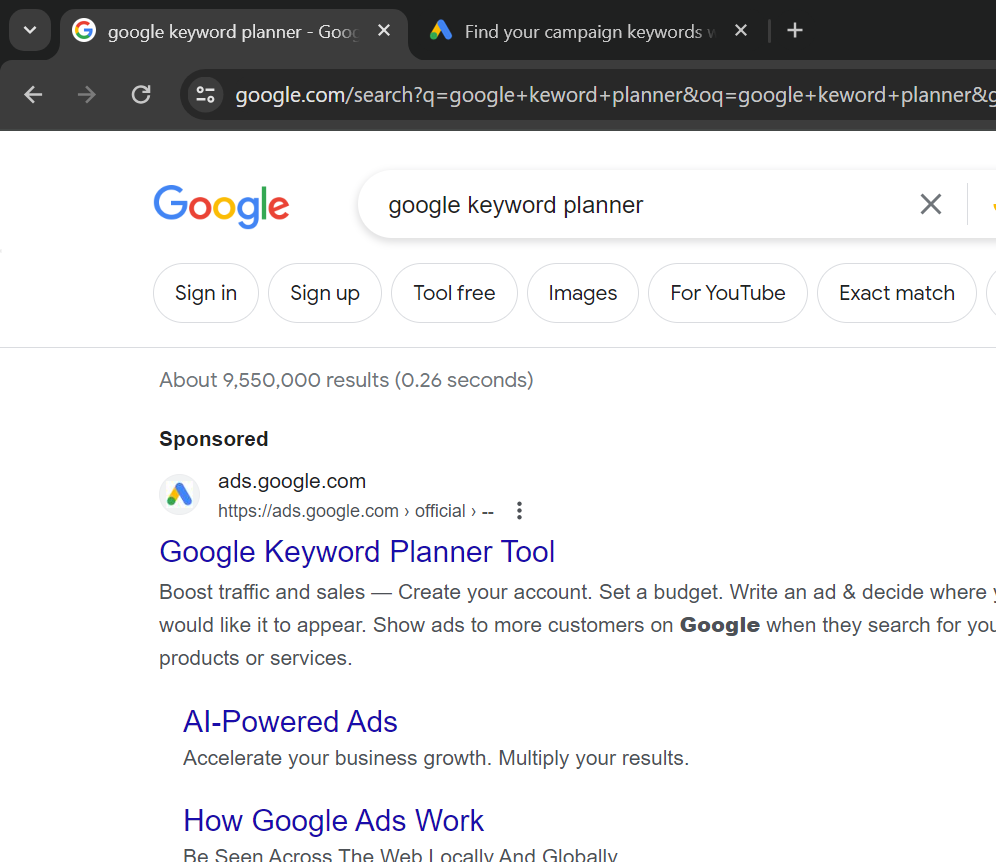 google keyword planner - Goog
Find your campaign keywords w
google.com/search?q=google+keword+planner&oq=google+keword+planner&g
Google
google keyword planner
Sign in
Sign up
Tool free
Images
For YouTube
Exact match
About 9,550,000 results (0.26 seconds)
Sponsored
ads.google.com
https://ads.google.com › official › --
Google Keyword Planner Tool
Boost traffic and sales — Create your account. Set a budget. Write an ad & decide where y
would like it to appear. Show ads to more customers on Google when they search for you
products or services.
AI-Powered Ads
Accelerate your business growth. Multiply your results.
How Google Ads Work
Be Seen Across The Web Locally And Globally